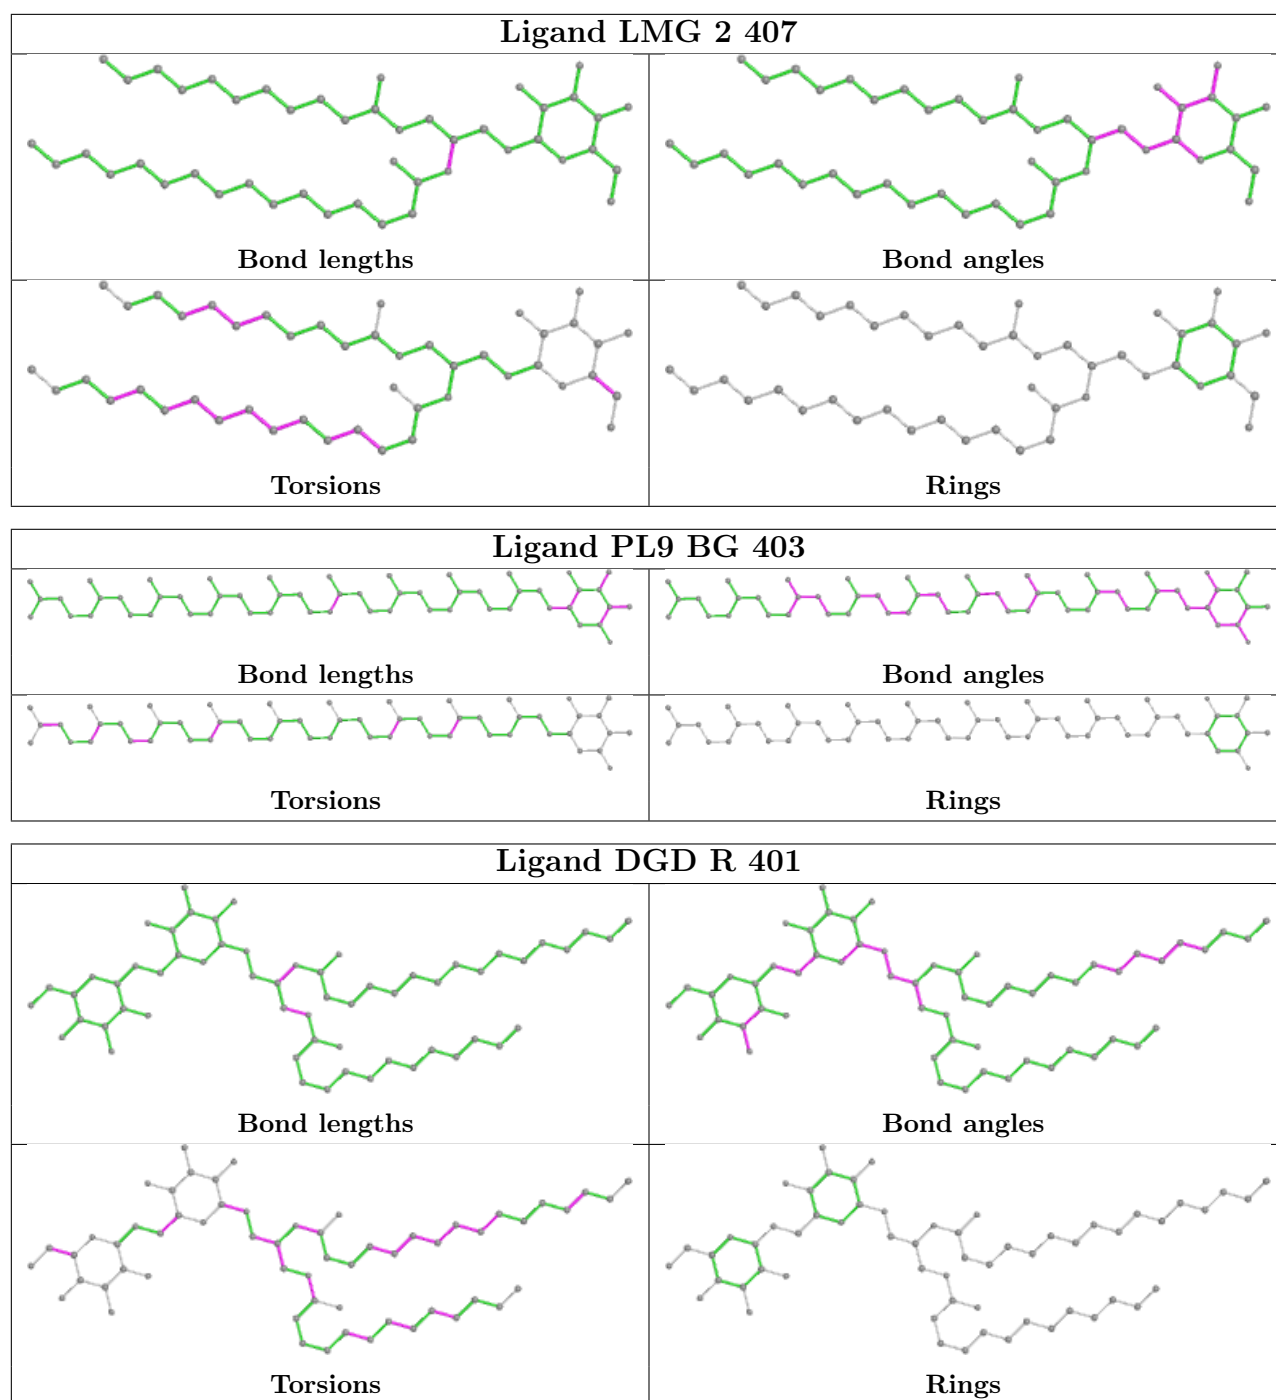 Ligand LMG 2 407
Bond lengths
Bond angles
Torsions
Rings
Ligand PL9 BG 403
Bond lengths
Bond angles
Torsions
Rings
Ligand DGD R 401
Bond lengths
Bond angles
Torsions
Rings